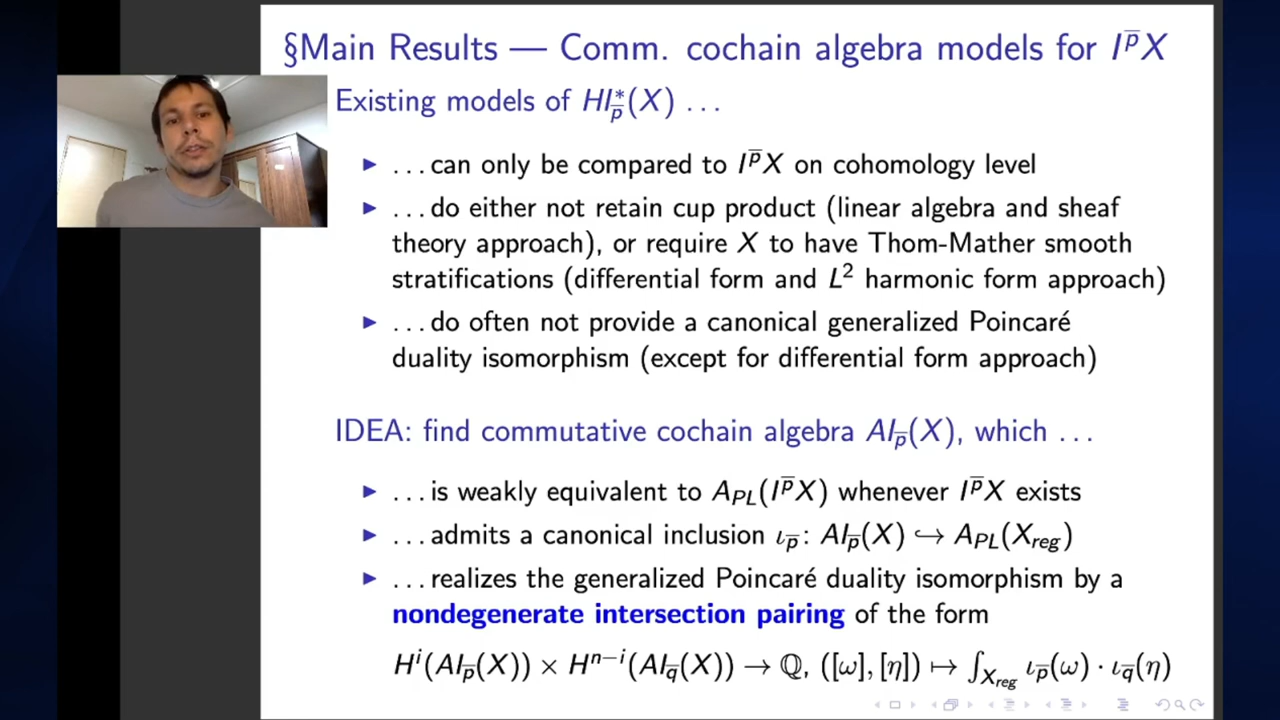 §Main Results — Comm. cochain algebra models for I^p̅X
Existing models of HI^*_p̅(X) ...
▶ ...can only be compared to I^p̅X on cohomology level
▶ ...do either not retain cup product (linear algebra and sheaf
theory approach), or require X to have Thom-Mather smooth
stratifications (differential form and L² harmonic form approach)
▶ ...do often not provide a canonical generalized Poincaré
duality isomorphism (except for differential form approach)
IDEA: find commutative cochain algebra AI_p̅(X), which ...
▶ ...is weakly equivalent to A_PL(I^p̅X) whenever I^p̅X exists
▶ ...admits a canonical inclusion ι_p̅: AI_p̅(X) ↪ A_PL(X_reg)
▶ ...realizes the generalized Poincaré duality isomorphism by a
nondegenerate intersection pairing of the form
H^i(AI_p̅(X)) × H^{n−i}(AI_q̅(X)) → ℚ, ([ω], [η]) ↦ ∫_{X_reg} ι_p̅(ω) · ι_q̅(η)